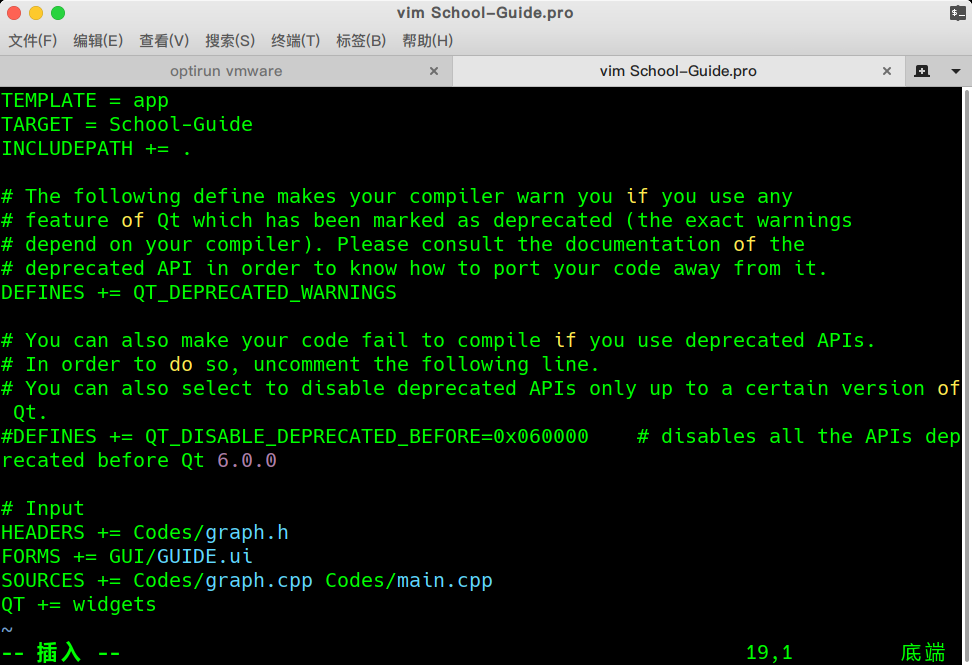 vim School-Guide.pro
文件(F) 编辑(E) 查看(V) 搜索(S) 终端(T) 标签(B) 帮助(H)
optirun vmware × vim School-Guide.pro ×
TEMPLATE = app
TARGET = School-Guide
INCLUDEPATH += .
# The following define makes your compiler warn you if you use any
# feature of Qt which has been marked as deprecated (the exact warnings
# depend on your compiler). Please consult the documentation of the
# deprecated API in order to know how to port your code away from it.
DEFINES += QT_DEPRECATED_WARNINGS
# You can also make your code fail to compile if you use deprecated APIs.
# In order to do so, uncomment the following line.
# You can also select to disable deprecated APIs only up to a certain version of
Qt.
#DEFINES += QT_DISABLE_DEPRECATED_BEFORE=0x060000    # disables all the APIs dep
recated before Qt 6.0.0
# Input
HEADERS += Codes/graph.h
FORMS += GUI/GUIDE.ui
SOURCES += Codes/graph.cpp Codes/main.cpp
QT += widgets
~
-- 插入 -- 19,1 底端